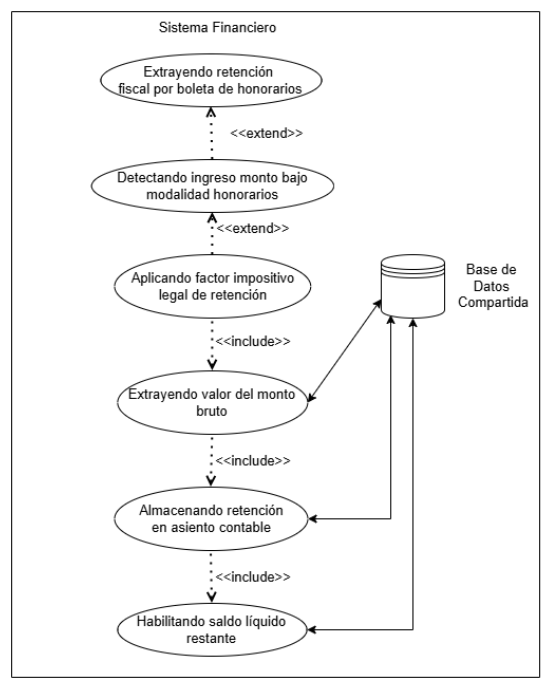 Sistema Financiero
Extrayendo retención
fiscal por boleta de honorarios
<<extend>>
Detectando ingreso monto bajo
modalidad honorarios
<<extend>>
Aplicando factor impositivo
legal de retención
Base de
Datos
Compartida
<<include>>
Extrayendo valor del monto
bruto
<<include>>
Almacenando retención
en asiento contable
<<include>>
Habilitando saldo líquido
restante